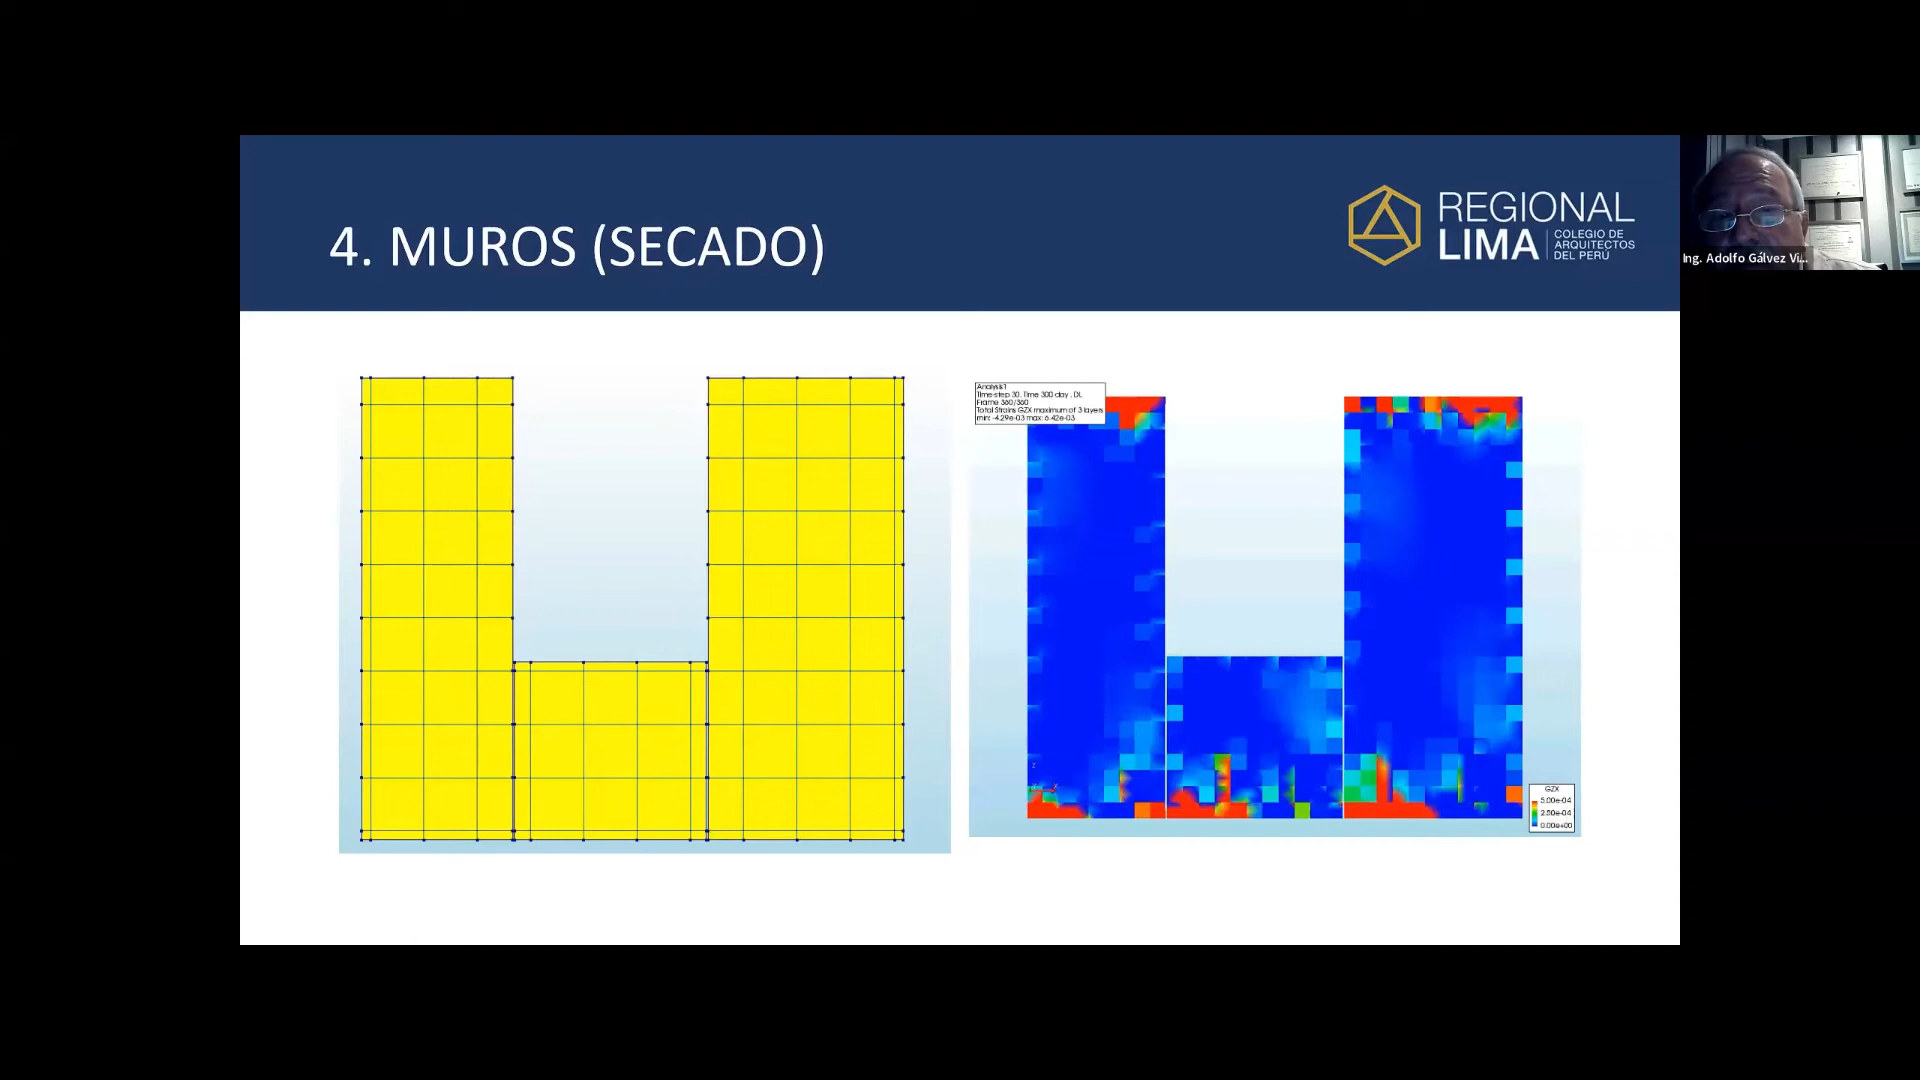 4. MUROS (SECADO)
REGIONAL
LIMA
COLEGIO DE
ARQUITECTOS
DEL PERÚ
Ing. Adolfo Gálvez Vi...
Analysis1
Time-step 30, Time 300 day , DL
Frame 360/360
Total Strains GZX maximum of 3 layers
min: -4.29e-03 max: 6.42e-03
Z
X
GZX
5.00e-04
2.50e-04
0.00e+00